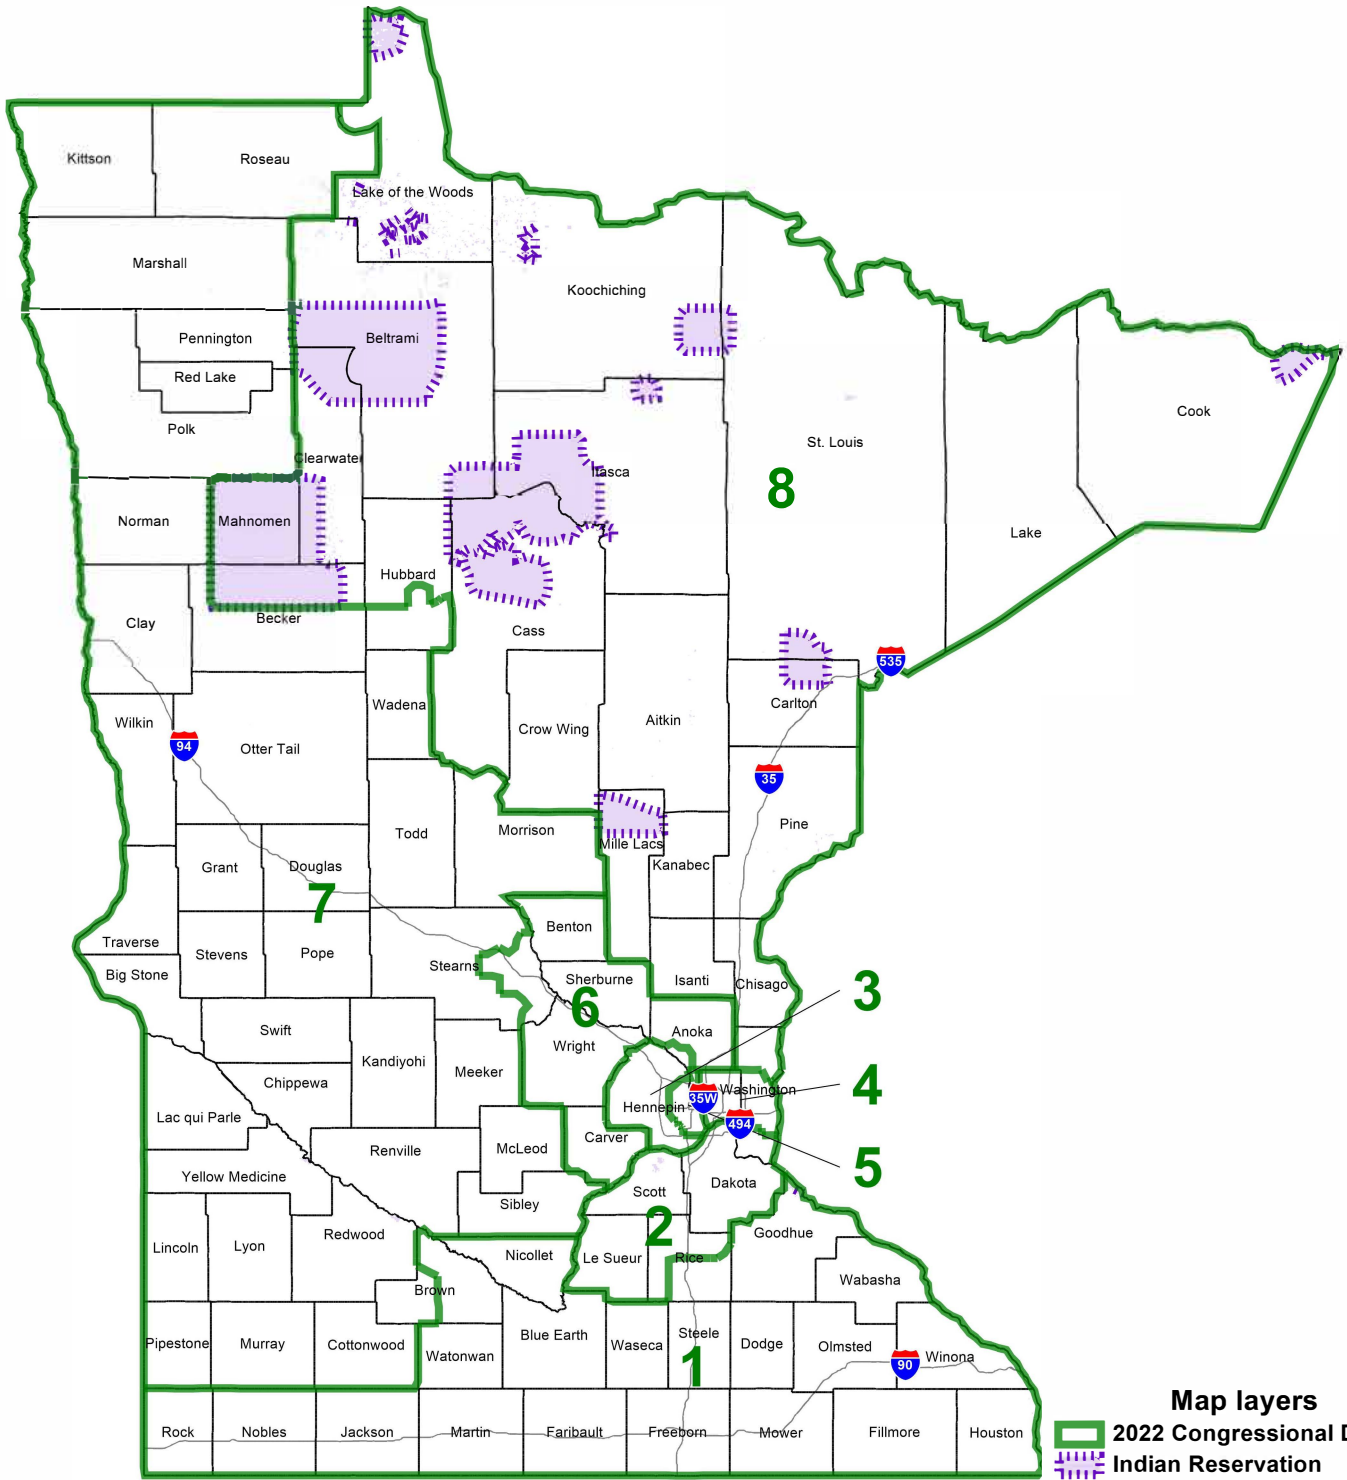 Kittson
Roseau
Lake of the Woods
Marshall
Koochiching
Pennington
Beltrami
Red Lake
Cook
Polk
St. Louis
Clearwater
Itasca
8
Norman
Mahnomen
Lake
Hubbard
Becker
Clay
Cass
535
Wadena
Carlton
Wilkin
Aitkin
Crow Wing
94
Otter Tail
35
Pine
Todd
Morrison
Mille Lacs
Grant
Douglas
Kanabec
7
Benton
Traverse
Stevens
Pope
Stearns
Big Stone
Sherburne
Isanti
Chisago
3
6
Swift
Anoka
Wright
Kandiyohi
Meeker
Chippewa
4
Washington
35W
Hennepin
Lac qui Parle
494
Carver
Renville
McLeod
5
Yellow Medicine
Dakota
Scott
Sibley
2
Redwood
Goodhue
Lincoln
Lyon
Nicollet
Le Sueur
Rice
Wabasha
Brown
Pipestone
Murray
Cottonwood
Watonwan
Blue Earth
Waseca
Steele
Dodge
Olmsted
90
Winona
1
Map layers
Rock
Nobles
Jackson
Martin
Faribault
Freeborn
Mower
Fillmore
Houston
2022 Congressional D
Indian Reservation